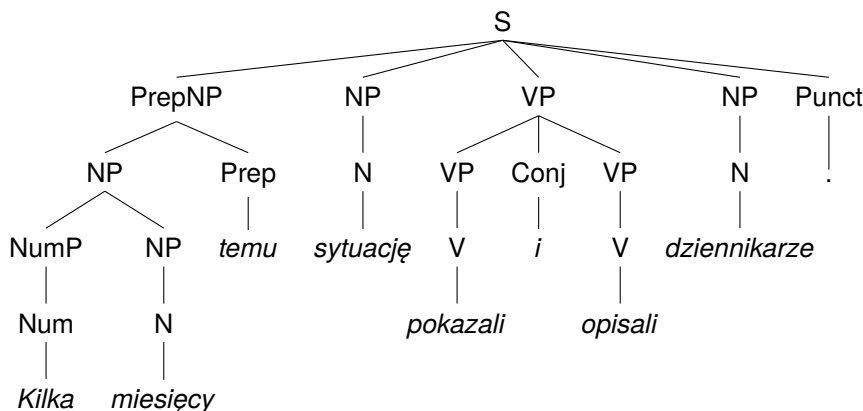 S
PrepNP NP VP NP Punct
NP Prep N VP Conj VP N .
NumP NP temu sytuację V i V dziennikarze
Num N pokazali opisali
Kilka miesięcy